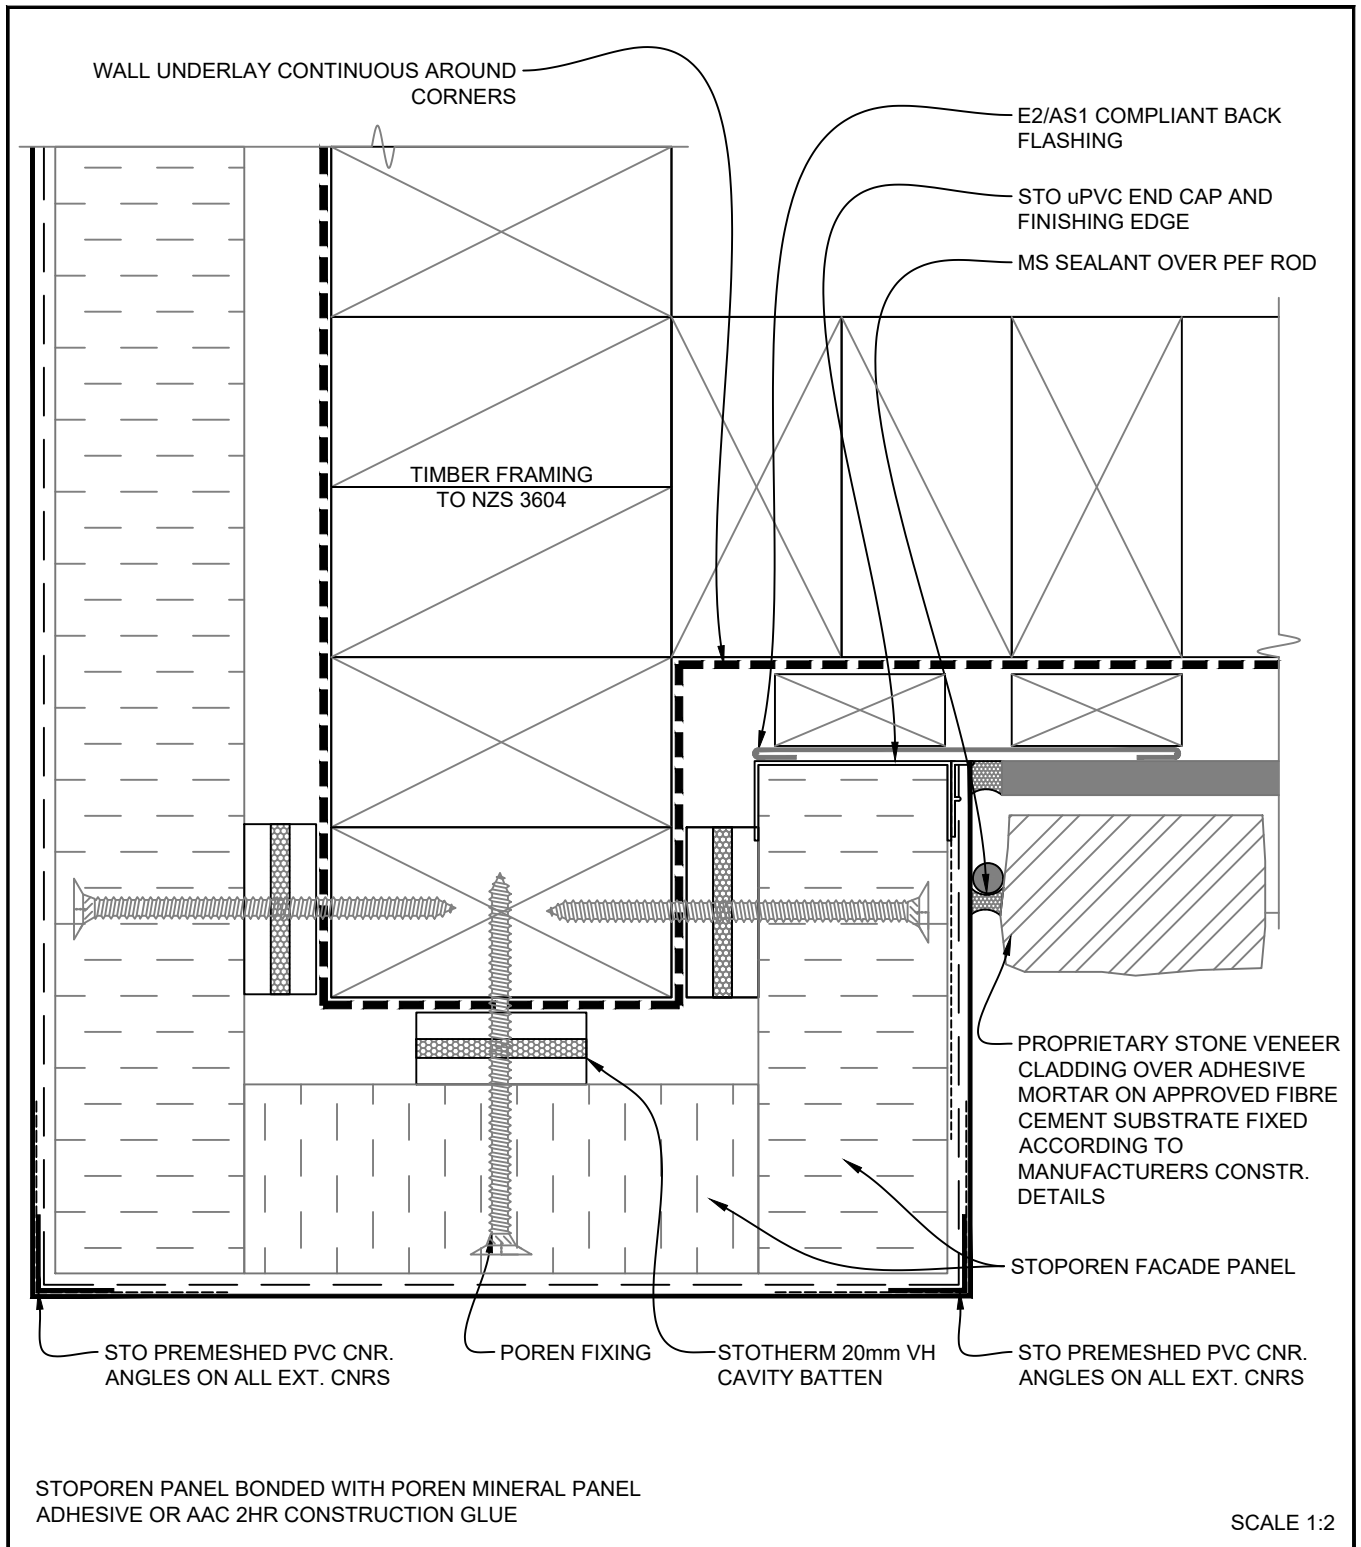 WALL UNDERLAY CONTINUOUS AROUND
CORNERS
E2/AS1 COMPLIANT BACK
FLASHING
STO uPVC END CAP AND
FINISHING EDGE
MS SEALANT OVER PEF ROD
TIMBER FRAMING
TO NZS 3604
PROPRIETARY STONE VENEER
CLADDING OVER ADHESIVE
MORTAR ON APPROVED FIBRE
CEMENT SUBSTRATE FIXED
ACCORDING TO
MANUFACTURERS CONSTR.
DETAILS
STOPOREN FACADE PANEL
STO PREMESHED PVC CNR.
ANGLES ON ALL EXT. CNRS
POREN FIXING
STOTHERM 20mm VH
CAVITY BATTEN
STO PREMESHED PVC CNR.
ANGLES ON ALL EXT. CNRS
STOPOREN PANEL BONDED WITH POREN MINERAL PANEL
ADHESIVE OR AAC 2HR CONSTRUCTION GLUE
SCALE 1:2